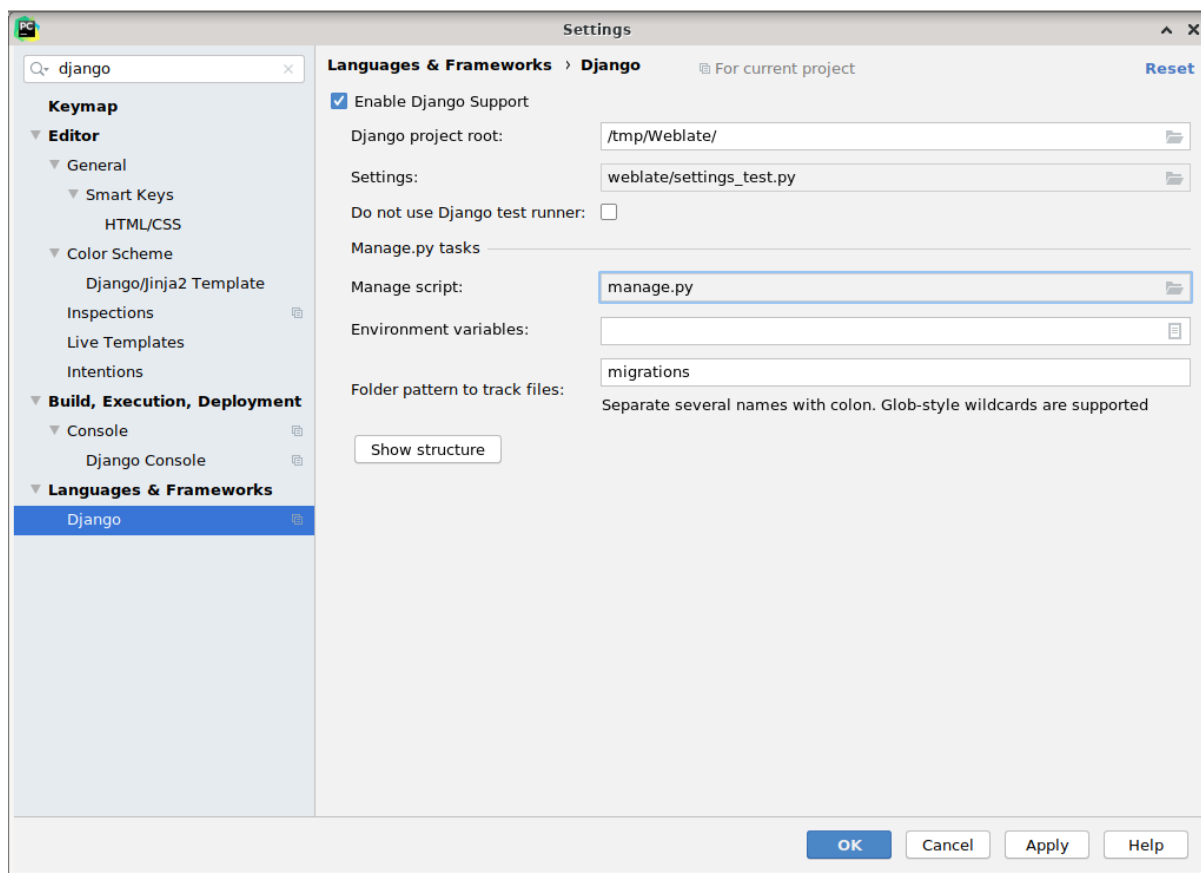 PC
Settings
django
Keymap
Editor
General
Smart Keys
HTML/CSS
Color Scheme
Django/Jinja2 Template
Inspections
Live Templates
Intentions
Build, Execution, Deployment
Console
Django Console
Languages & Frameworks
Django
Languages & Frameworks › Django For current project Reset
Enable Django Support
Django project root: /tmp/Weblate/
Settings: weblate/settings_test.py
Do not use Django test runner:
Manage.py tasks
Manage script: manage.py
Environment variables:
Folder pattern to track files: migrations
Separate several names with colon. Glob-style wildcards are supported
Show structure
OK Cancel Apply Help